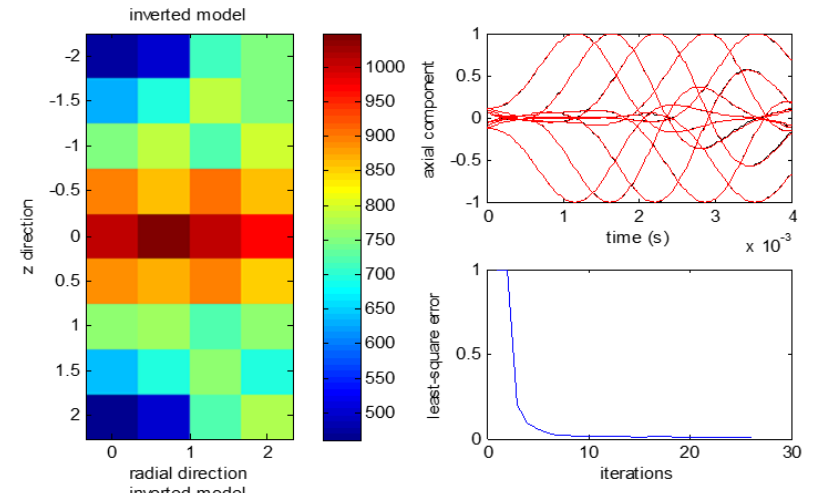 inverted model
-2
-1.5
-1
-0.5
0
0.5
1
1.5
2
z direction
0 1 2
radial direction
inverted model
1000
950
900
850
800
750
700
650
600
550
500
1
0.5
0
-0.5
-1
axial component
0 1 2 3 4
time (s)
x 10-3
1
0.5
0
least-square error
0 10 20 30
iterations